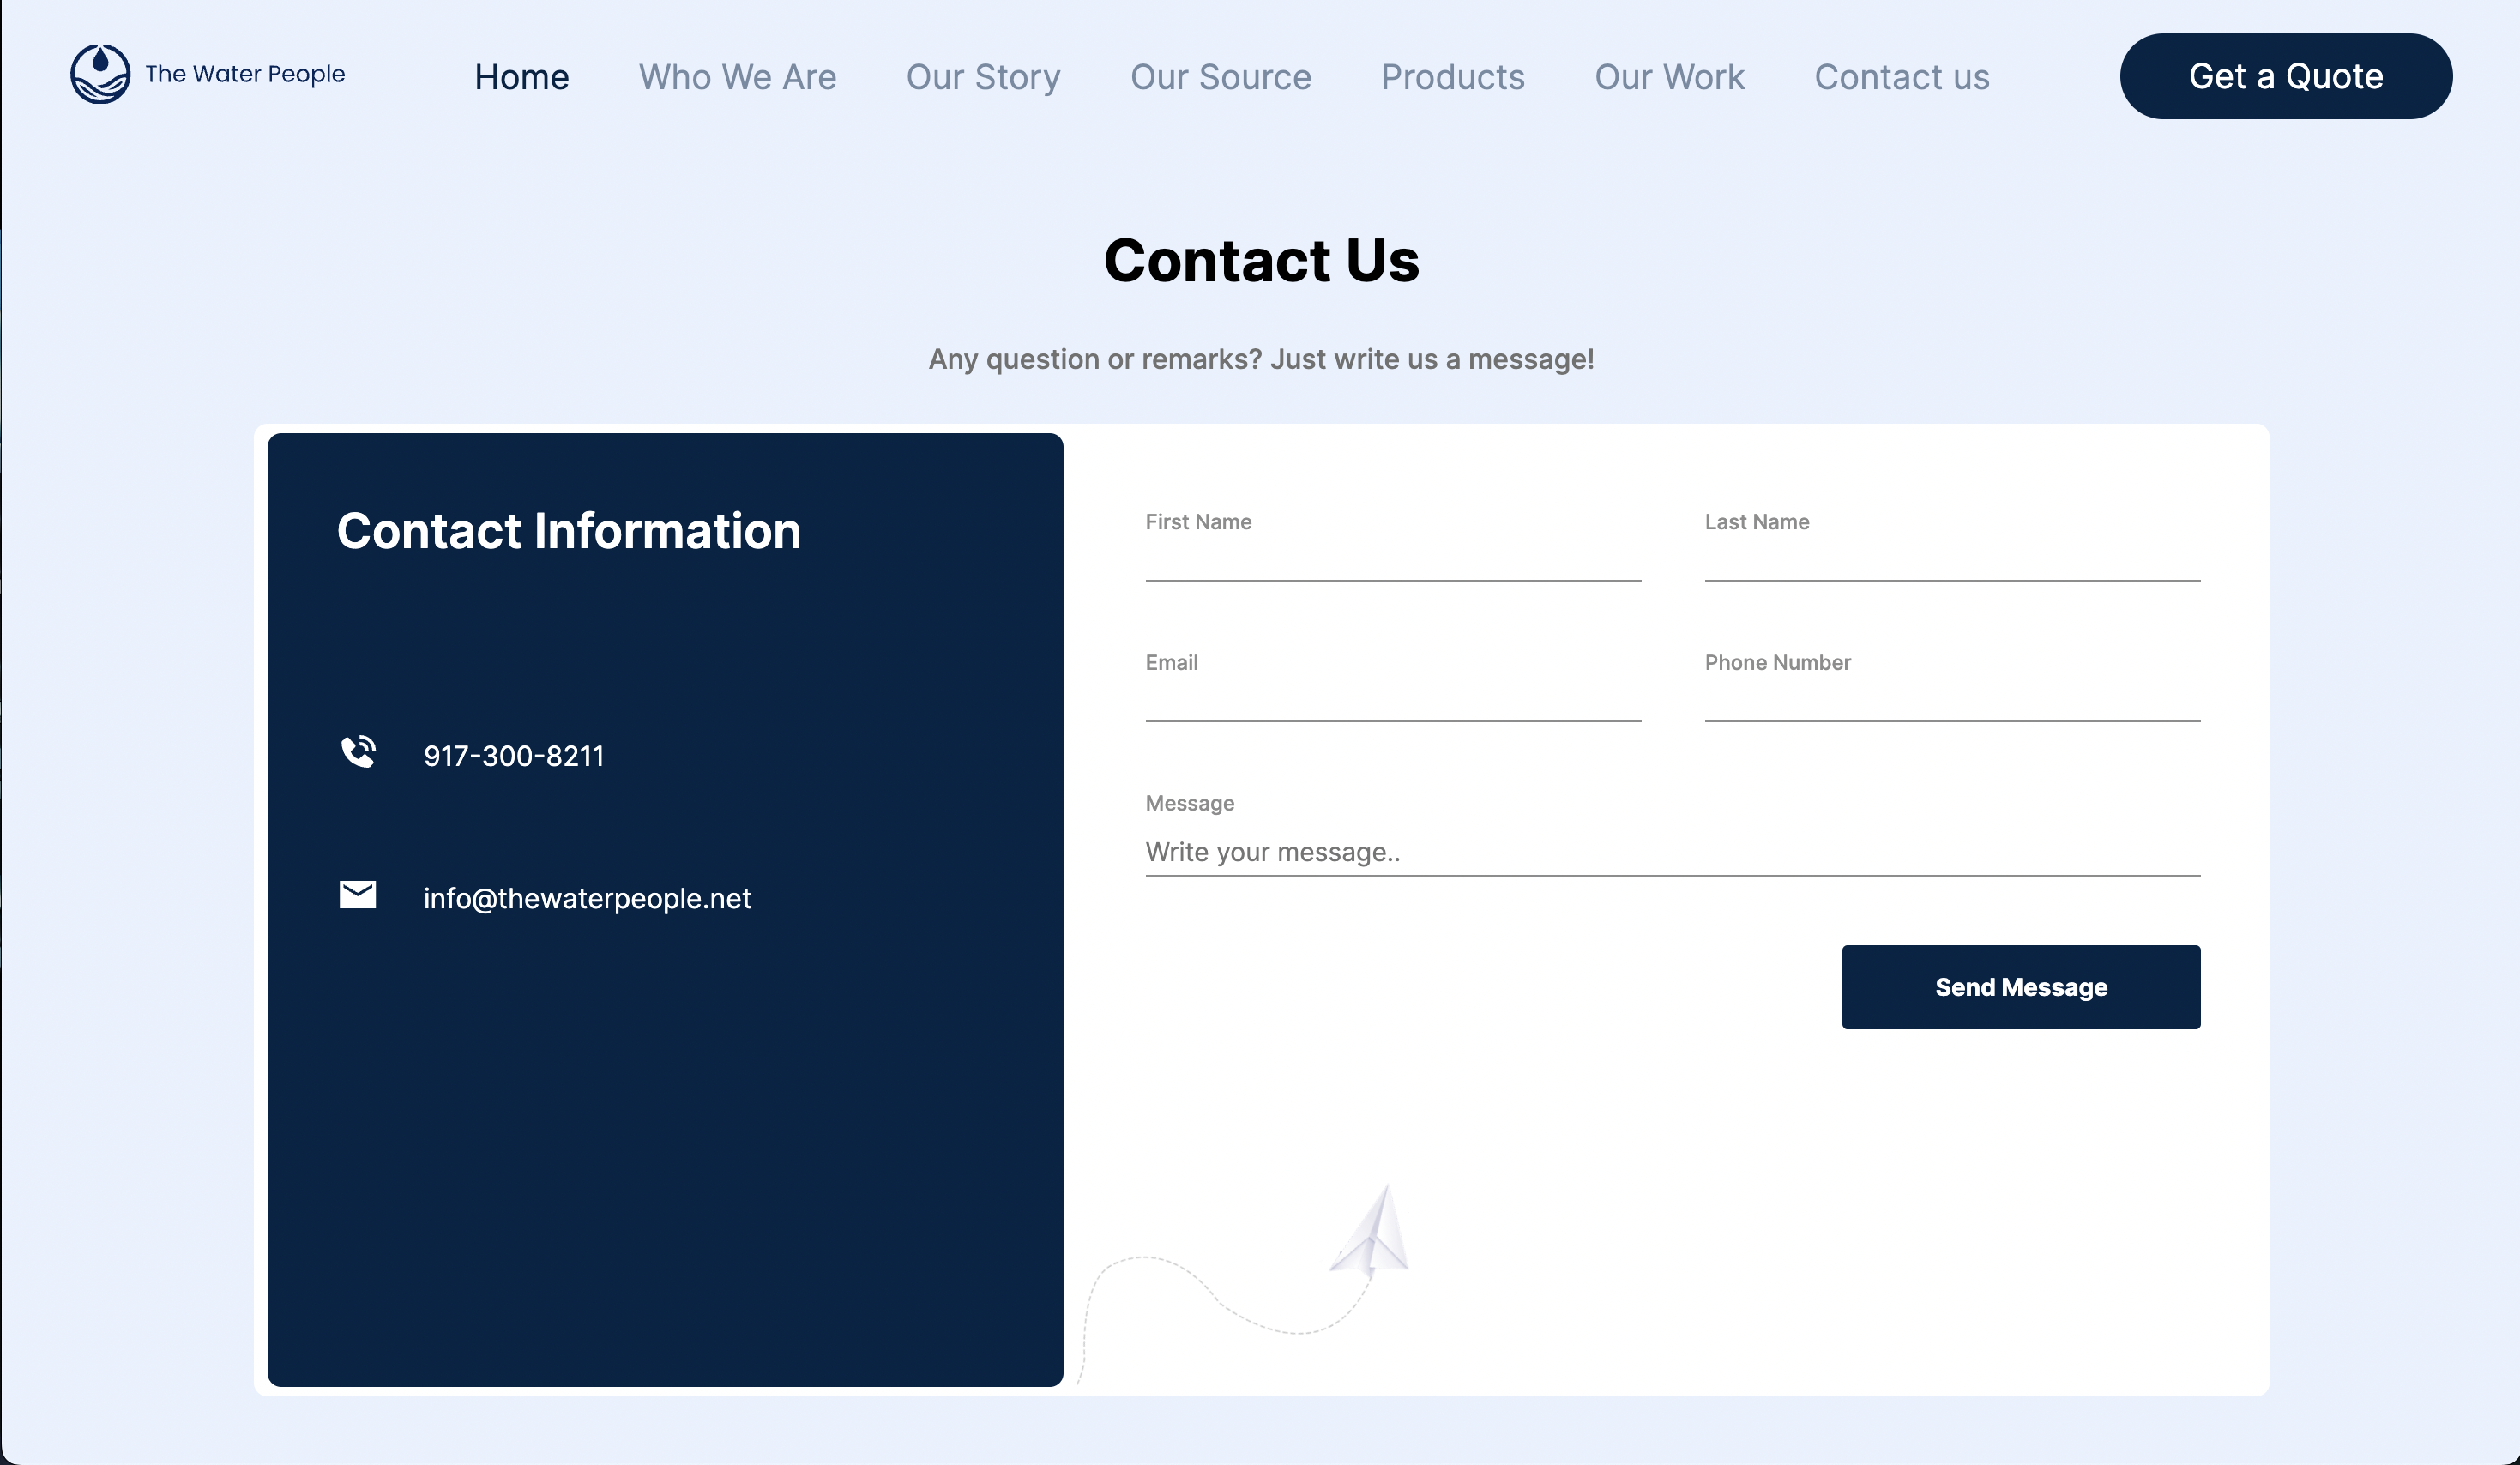 The Water People
Home Who We Are Our Story Our Source Products Our Work Contact us
Get a Quote
Contact Us
Any question or remarks? Just write us a message!
Contact Information
917-300-8211
info@thewaterpeople.net
First Name
Last Name
Email
Phone Number
Message
Write your message..
Send Message